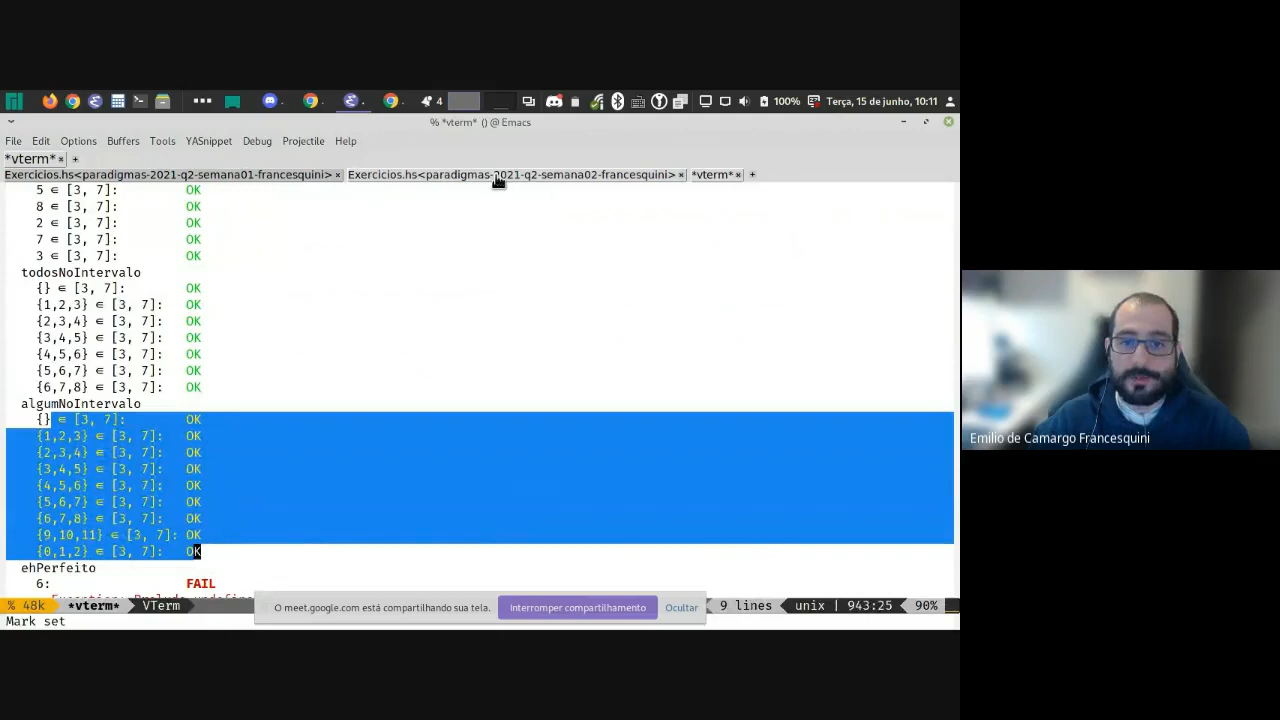 4
100%
Terça, 15 de junho, 10:11
% *vterm* () @ Emacs
File Edit Options Buffers Tools YASnippet Debug Projectile Help
*vterm* × +
Exercicios.hs<paradigmas-2021-q2-semana01-francesquini> × Exercicios.hs<paradigmas-2021-q2-semana02-francesquini> × *vterm* × +
5 ∈ [3, 7]: OK
8 ∈ [3, 7]: OK
2 ∈ [3, 7]: OK
7 ∈ [3, 7]: OK
3 ∈ [3, 7]: OK
todosNoIntervalo
{} ∈ [3, 7]: OK
{1,2,3} ∈ [3, 7]: OK
{2,3,4} ∈ [3, 7]: OK
{3,4,5} ∈ [3, 7]: OK
{4,5,6} ∈ [3, 7]: OK
{5,6,7} ∈ [3, 7]: OK
{6,7,8} ∈ [3, 7]: OK
algumNoIntervalo
{} ∈ [3, 7]: OK
{1,2,3} ∈ [3, 7]: OK
{2,3,4} ∈ [3, 7]: OK
{3,4,5} ∈ [3, 7]: OK
{4,5,6} ∈ [3, 7]: OK
{5,6,7} ∈ [3, 7]: OK
{6,7,8} ∈ [3, 7]: OK
{9,10,11} ∈ [3, 7]: OK
{0,1,2} ∈ [3, 7]: OK
ehPerfeito
6: FAIL
% 48k *vterm* VTerm 9 lines unix | 943:25 90%
O meet.google.com está compartilhando sua tela. Interromper compartilhamento Ocultar
Mark set
Emilio de Camargo Francesquini